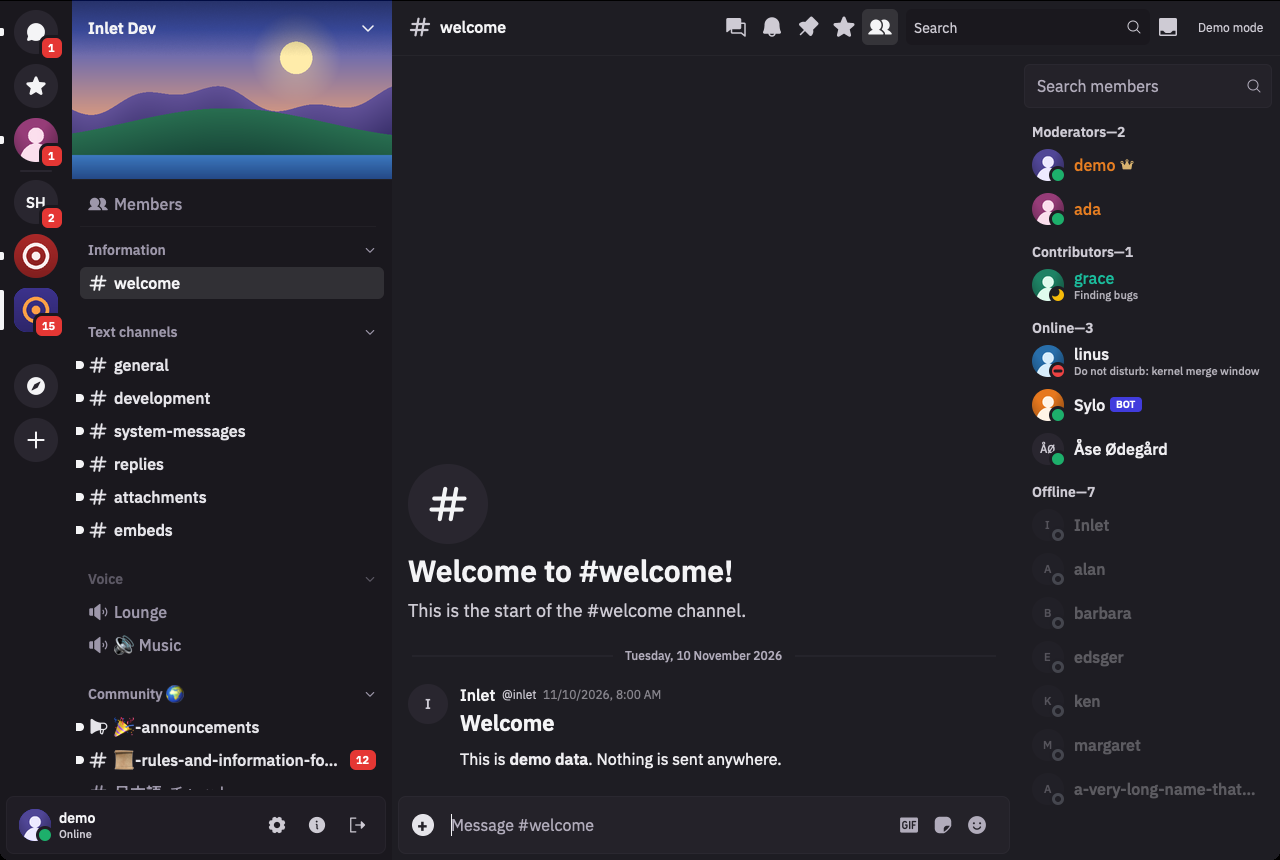 1
1
SH
2
15
Inlet Dev
Members
Information
welcome
Text channels
general
development
system-messages
replies
attachments
embeds
Voice
Lounge
🔊 Music
Community 🌍
🎉-announcements
📜-rules-and-information-fo...
12
demo
Online
welcome
Search
Demo mode
Welcome to #welcome!
This is the start of the #welcome channel.
Tuesday, 10 November 2026
I
Inlet @inlet 11/10/2026, 8:00 AM
Welcome
This is demo data. Nothing is sent anywhere.
Message #welcome
GIF
Search members
Moderators—2
demo
ada
Contributors—1
grace
Finding bugs
Online—3
linus
Do not disturb: kernel merge window
Sylo BOT
ÅØ
Åse Ødegård
Offline—7
I
Inlet
A
alan
B
barbara
E
edsger
K
ken
M
margaret
A
a-very-long-name-that...